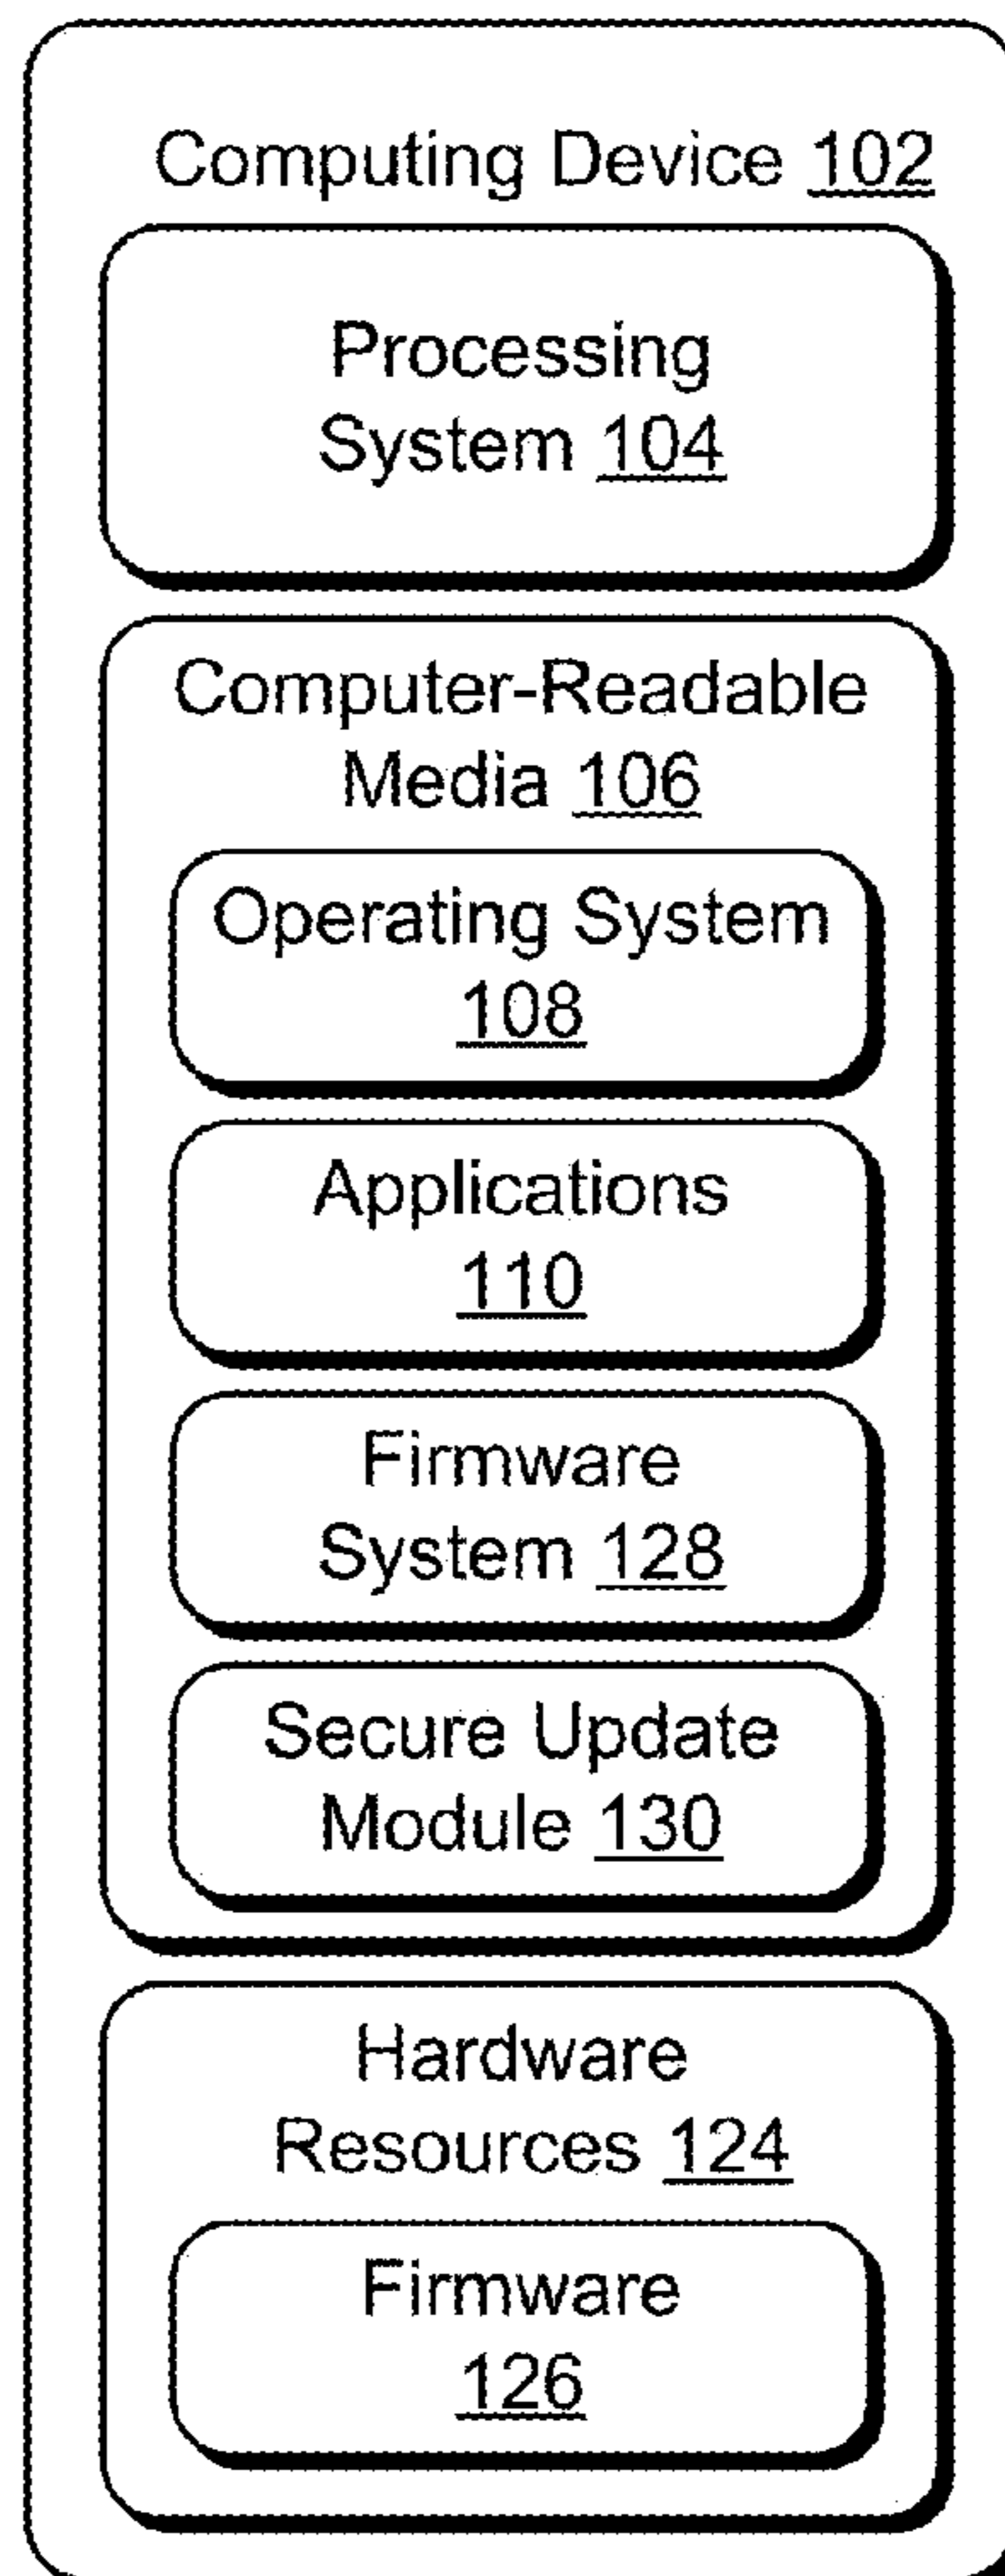 Computing Device 102
Processing
System 104
Computer-Readable
Media 106
Operating System
108
Applications
110
Firmware
System 128
Secure Update
Module 130
Hardware
Resources 124
Firmware
126